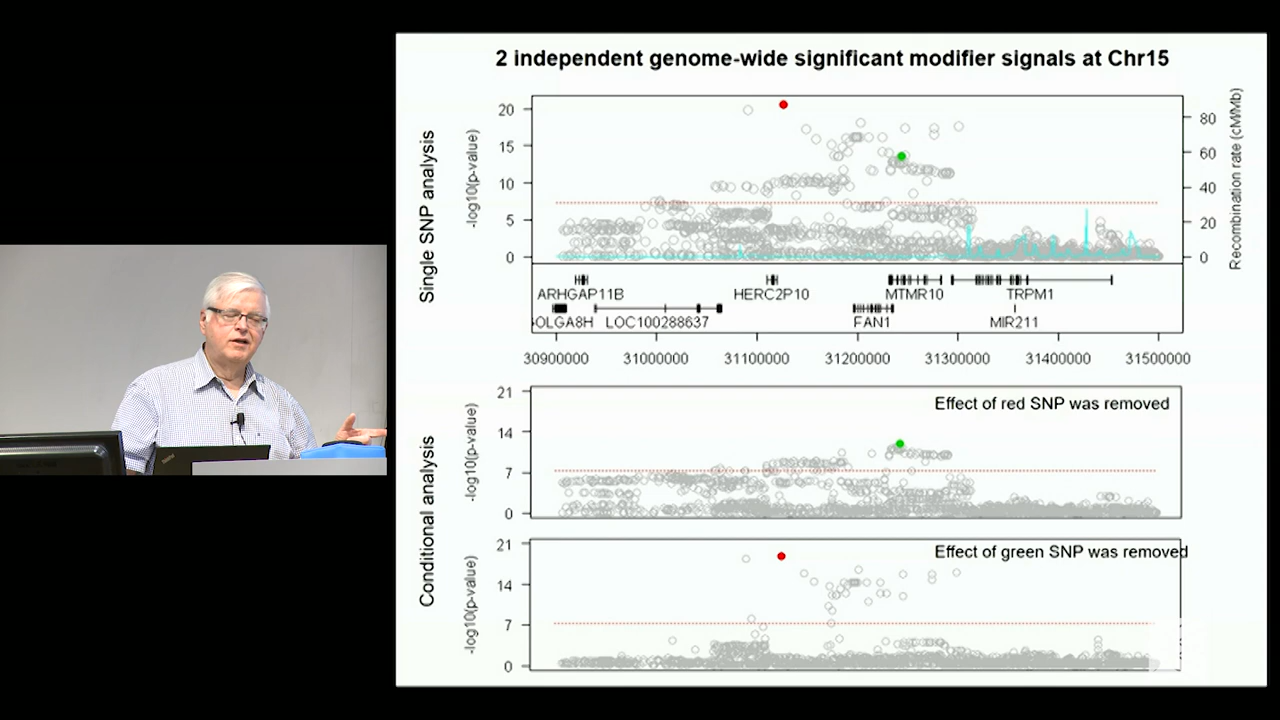 2 independent genome-wide significant modifier signals at Chr15
Single SNP analysis
-log10(p-value)
20
15
10
5
0
80
60
40
20
0
Recombination rate (cM/Mb)
ARHGAP11B
HERC2P10
MTMR10
TRPM1
OLGA8H
LOC100288637
FAN1
MIR211
30900000
31000000
31100000
31200000
31300000
31400000
31500000
Conditional analysis
-log10(p-value)
21
14
7
0
Effect of red SNP was removed
-log10(p-value)
21
14
7
0
Effect of green SNP was removed